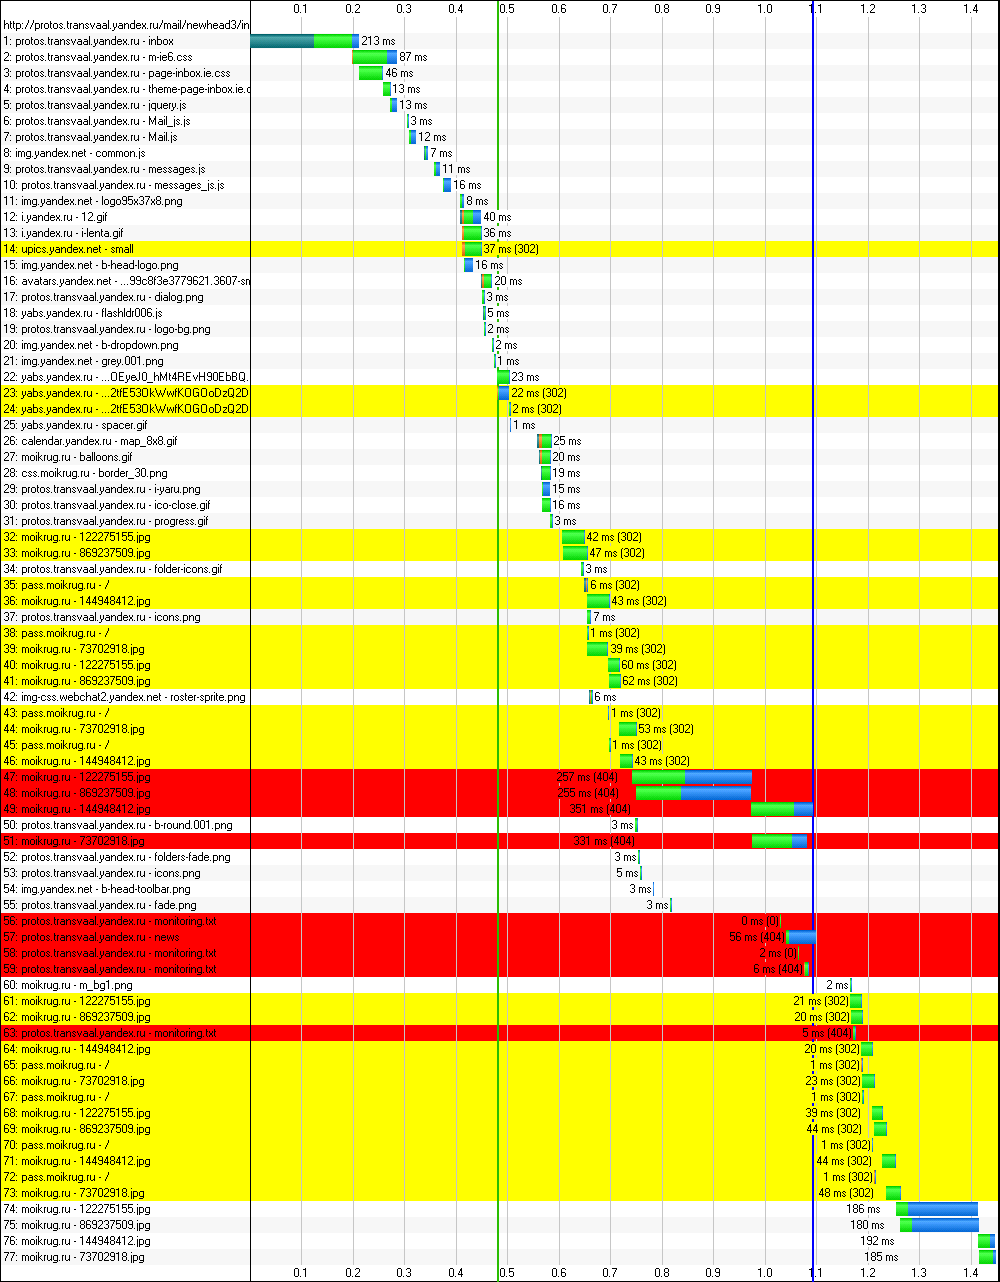 0.1 0.2 0.3 0.4 0.5 0.6 0.7 0.8 0.9 1.0 1.1 1.2 1.3 1.4
http://protos.transvaal.yandex.ru/mail/newhead3/in
1: protos.transvaal.yandex.ru - inbox 213 ms
2: protos.transvaal.yandex.ru - m-ie6.css 87 ms
3: protos.transvaal.yandex.ru - page-inbox.ie.css 46 ms
4: protos.transvaal.yandex.ru - theme-page-inbox.ie.c 13 ms
5: protos.transvaal.yandex.ru - jquery.js 13 ms
6: protos.transvaal.yandex.ru - Mail_js.js 3 ms
7: protos.transvaal.yandex.ru - Mail.js 12 ms
8: img.yandex.net - common.js 7 ms
9: protos.transvaal.yandex.ru - messages.js 11 ms
10: protos.transvaal.yandex.ru - messages_js.js 16 ms
11: img.yandex.net - logo95x37x8.png 8 ms
12: i.yandex.ru - 12.gif 40 ms
13: i.yandex.ru - i-lenta.gif 36 ms
14: upics.yandex.net - small 37 ms (302)
15: img.yandex.net - b-head-logo.png 16 ms
16: avatars.yandex.net - ...99c8f3e3779621.3607-sm 20 ms
17: protos.transvaal.yandex.ru - dialog.png 3 ms
18: yabs.yandex.ru - flashldr006.js 5 ms
19: protos.transvaal.yandex.ru - logo-bg.png 2 ms
20: img.yandex.net - b-dropdown.png 2 ms
21: img.yandex.net - grey.001.png 1 ms
22: yabs.yandex.ru - ...OEyeJ0_hMt4REvH90EbBQ. 23 ms
23: yabs.yandex.ru - ...2tfE53OkWwfKOGOoDzQ2D 22 ms (302)
24: yabs.yandex.ru - ...2tfE53OkWwfKOGOoDzQ2D 2 ms (302)
25: yabs.yandex.ru - spacer.gif 1 ms
26: calendar.yandex.ru - map_8x8.gif 25 ms
27: moikrug.ru - balloons.gif 20 ms
28: css.moikrug.ru - border_30.png 19 ms
29: protos.transvaal.yandex.ru - i-yaru.png 15 ms
30: protos.transvaal.yandex.ru - ico-close.gif 16 ms
31: protos.transvaal.yandex.ru - progress.gif 3 ms
32: moikrug.ru - 122275155.jpg 42 ms (302)
33: moikrug.ru - 869237509.jpg 47 ms (302)
34: protos.transvaal.yandex.ru - folder-icons.gif 3 ms
35: pass.moikrug.ru - / 6 ms (302)
36: moikrug.ru - 144948412.jpg 43 ms (302)
37: protos.transvaal.yandex.ru - icons.png 7 ms
38: pass.moikrug.ru - / 1 ms (302)
39: moikrug.ru - 73702918.jpg 39 ms (302)
40: moikrug.ru - 122275155.jpg 60 ms (302)
41: moikrug.ru - 869237509.jpg 62 ms (302)
42: img-css.webchat2.yandex.net - roster-sprite.png 6 ms
43: pass.moikrug.ru - / 1 ms (302)
44: moikrug.ru - 73702918.jpg 53 ms (302)
45: pass.moikrug.ru - / 1 ms (302)
46: moikrug.ru - 144948412.jpg 43 ms (302)
47: moikrug.ru - 122275155.jpg 257 ms (404)
48: moikrug.ru - 869237509.jpg 255 ms (404)
49: moikrug.ru - 144948412.jpg 351 ms (404)
50: protos.transvaal.yandex.ru - b-round.001.png 3 ms
51: moikrug.ru - 73702918.jpg 331 ms (404)
52: protos.transvaal.yandex.ru - folders-fade.png 3 ms
53: protos.transvaal.yandex.ru - icons.png 5 ms
54: img.yandex.net - b-head-toolbar.png 3 ms
55: protos.transvaal.yandex.ru - fade.png 3 ms
56: protos.transvaal.yandex.ru - monitoring.txt 0 ms (0)
57: protos.transvaal.yandex.ru - news 56 ms (404)
58: protos.transvaal.yandex.ru - monitoring.txt 2 ms (0)
59: protos.transvaal.yandex.ru - monitoring.txt 6 ms (404)
60: moikrug.ru - m_bg1.png 2 ms
61: moikrug.ru - 122275155.jpg 21 ms (302)
62: moikrug.ru - 869237509.jpg 20 ms (302)
63: protos.transvaal.yandex.ru - monitoring.txt 5 ms (404)
64: moikrug.ru - 144948412.jpg 20 ms (302)
65: pass.moikrug.ru - / 1 ms (302)
66: moikrug.ru - 73702918.jpg 23 ms (302)
67: pass.moikrug.ru - / 1 ms (302)
68: moikrug.ru - 122275155.jpg 39 ms (302)
69: moikrug.ru - 869237509.jpg 44 ms (302)
70: pass.moikrug.ru - / 1 ms (302)
71: moikrug.ru - 144948412.jpg 44 ms (302)
72: pass.moikrug.ru - / 1 ms (302)
73: moikrug.ru - 73702918.jpg 48 ms (302)
74: moikrug.ru - 122275155.jpg 186 ms
75: moikrug.ru - 869237509.jpg 180 ms
76: moikrug.ru - 144948412.jpg 192 ms
77: moikrug.ru - 73702918.jpg 185 ms
0.1 0.2 0.3 0.4 0.5 0.6 0.7 0.8 0.9 1.0 1.1 1.2 1.3 1.4